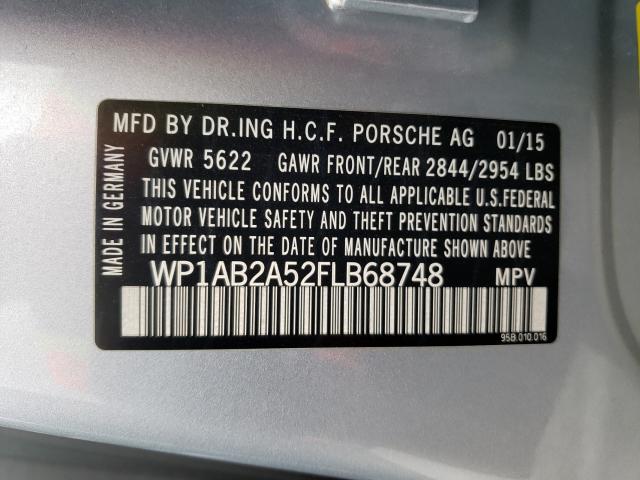 MFD BY DR.ING H.C.F. PORSCHE AG 01/15
GVWR 5622 GAWR FRONT/REAR 2844/2954 LBS
THIS VEHICLE CONFORMS TO ALL APPLICABLE U.S.FEDERAL
MOTOR VEHICLE SAFETY AND THEFT PREVENTION STANDARDS
IN EFFECT ON THE DATE OF MANUFACTURE SHOWN ABOVE
WP1AB2A52FLB68748 MPV
95B.010.016
MADE IN GERMANY